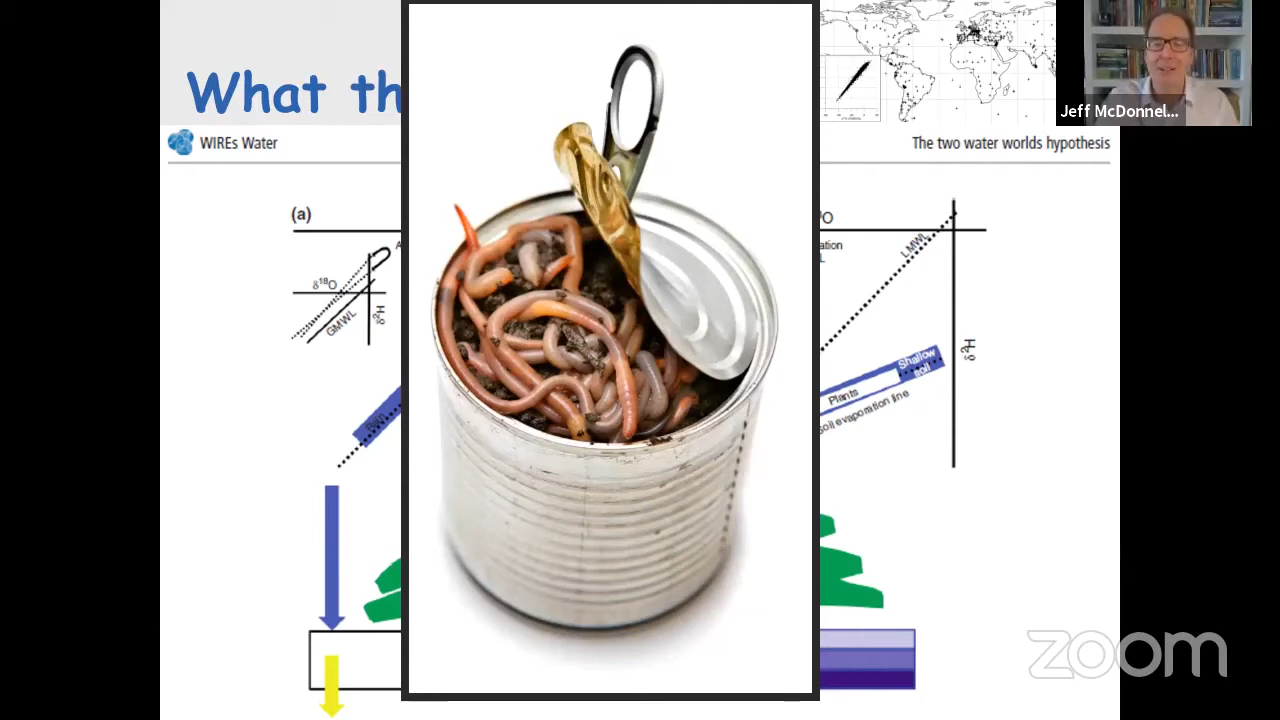 What th
WIREs Water
The two water worlds hypothesis
Jeff McDonnel...
(a)
A
δ¹⁸O
GMWL
δ²H
O
ation
L
LMWL
δ²H
Shallow
soil
Plants
Soil evaporation line
zoom